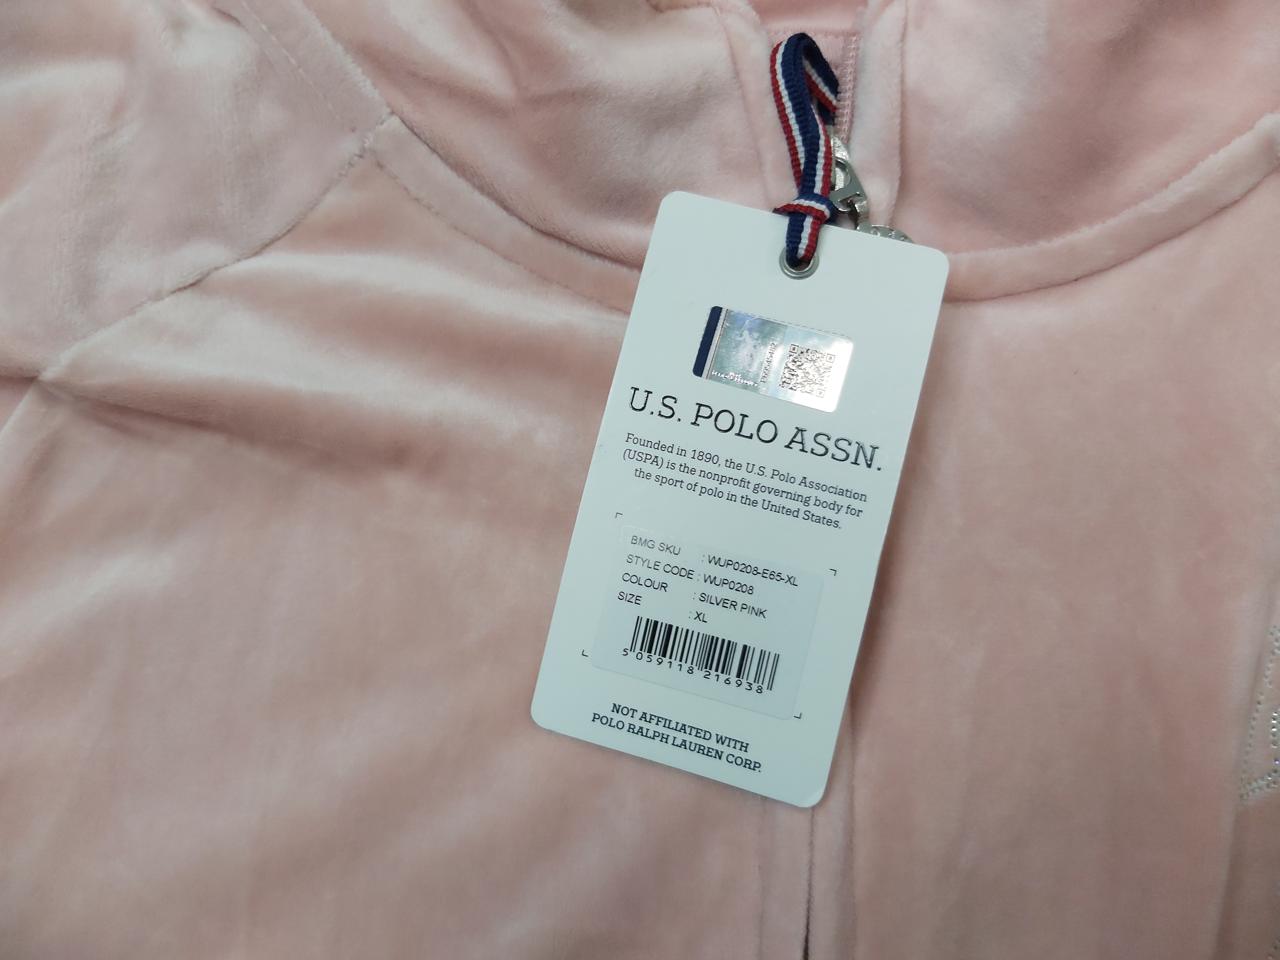 U.S. POLO ASSN.
Founded in 1890, the U.S. Polo Association
(USPA) is the nonprofit governing body for
the sport of polo in the United States.
BMG SKU : WUP0208-E65-XL
STYLE CODE : WUP0208
COLOUR : SILVER PINK
SIZE : XL
5 059118 216938
NOT AFFILIATED WITH
POLO RALPH LAUREN CORP.